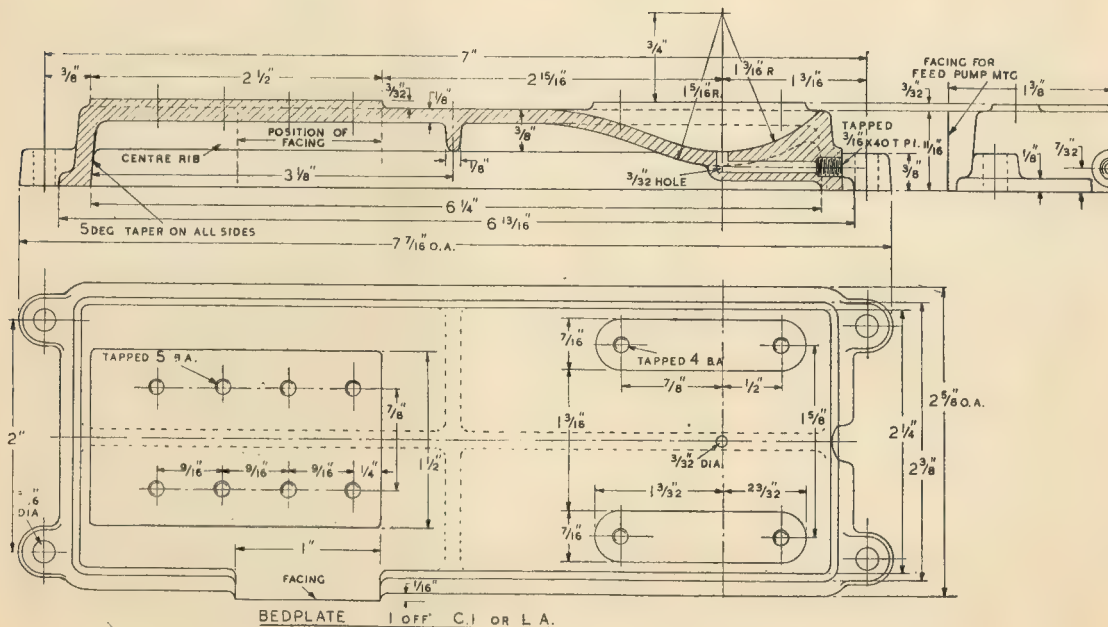 3/4"
7"
3/8"
2 1/2"
2 15/16"
1 3/16"
1 3/16" R
1 5/16" R.
3/32"
1/8"
FACING FOR
FEED PUMP MTG
3/32"
1 3/8"
POSITION OF
FACING
CENTRE RIB
3/8"
TAPPED
3/16" X 40 T.P.I.
11/16"
3/8"
1/8"
7/32"
3 1/8"
7/8"
3/32 HOLE
6 1/4"
6 13/16"
5 DEG TAPER ON ALL SIDES
7 7/16" O.A.
TAPPED 5 B.A.
7/16"
TAPPED 4 BA
7/8"
1/2"
7/8"
2"
1 1/2"
1 3/16"
1 5/8"
2 1/4"
2 3/8"
2 5/8" O.A.
3/32" DIA
9/16"
9/16"
9/16"
1/4"
1 3/32"
23/32"
DIA
7/16"
1"
FACING
1/16"
BEDPLATE 1 OFF C.I OR L A.